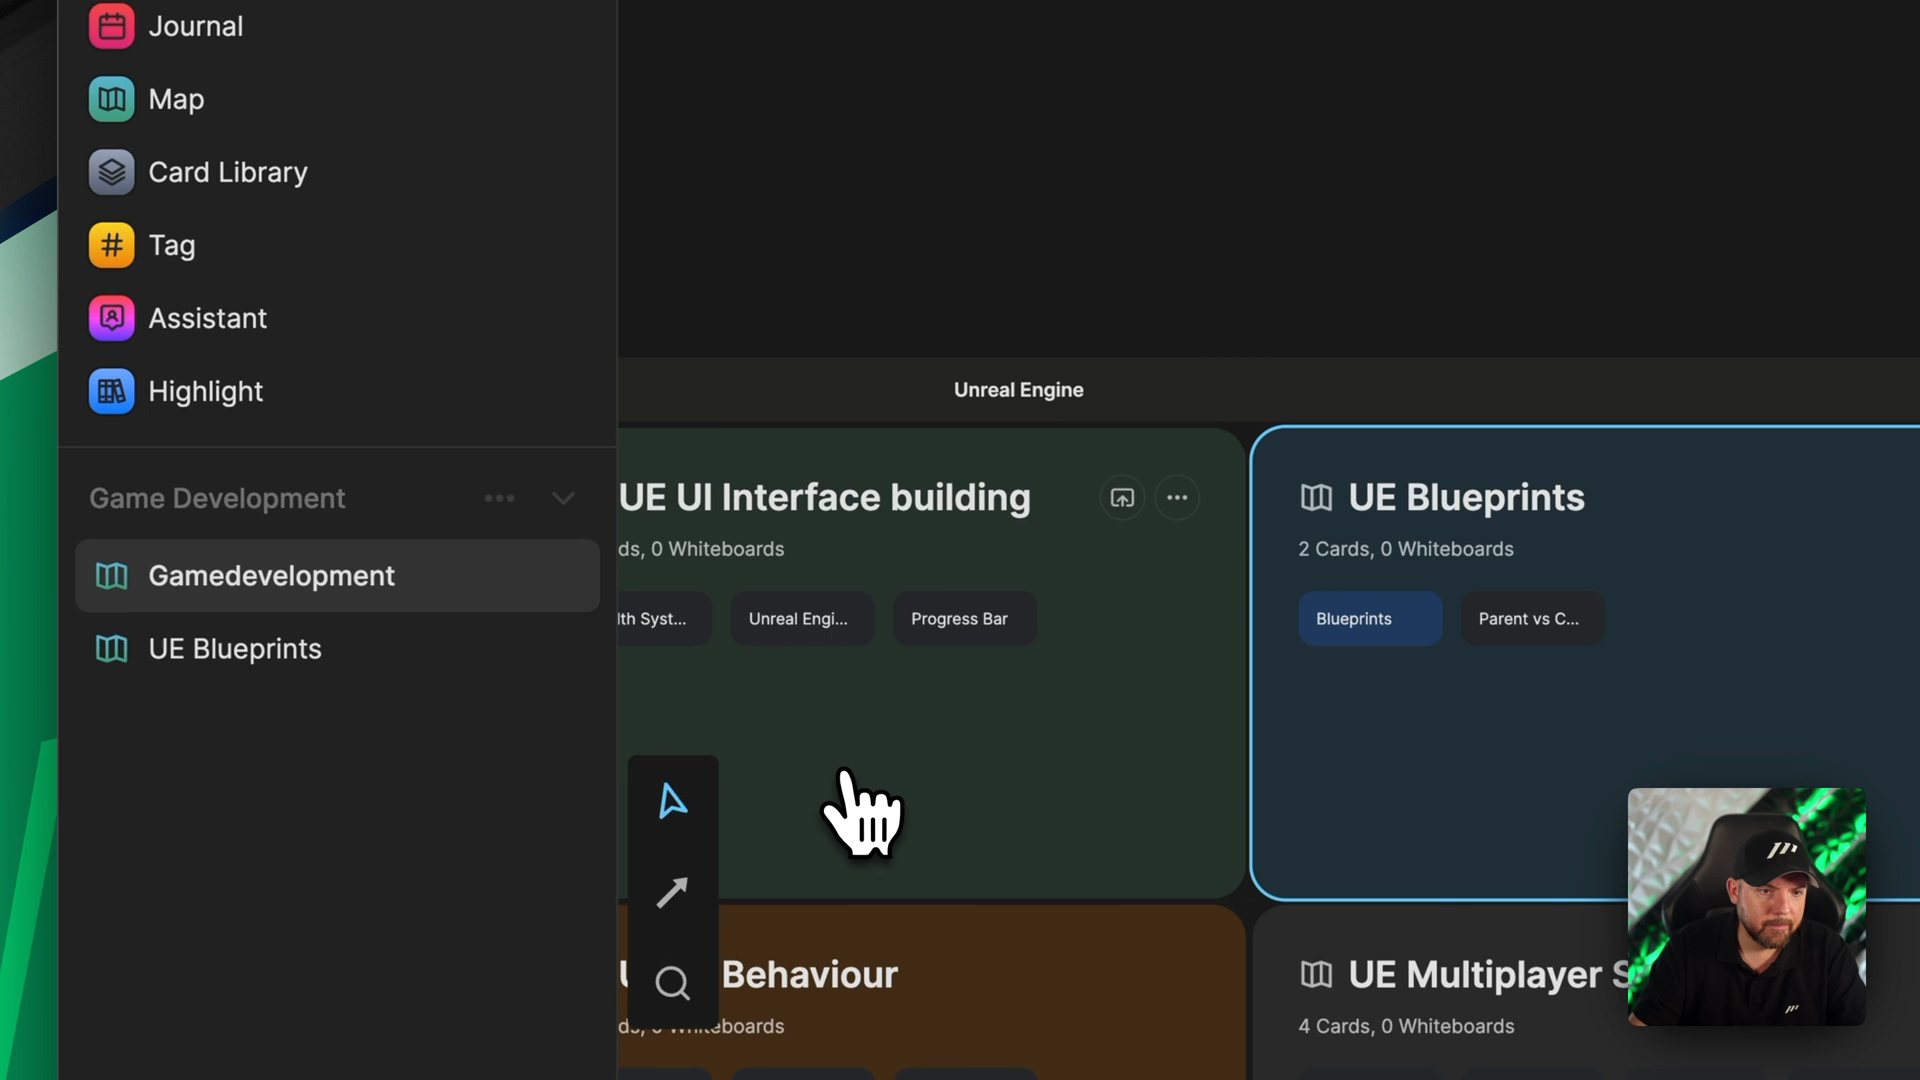 Journal
Map
Card Library
Tag
Assistant
Highlight
Game Development
Gamedevelopment
UE Blueprints
Unreal Engine
UE UI Interface building
ds, 0 Whiteboards
lth Syst...
Unreal Engi...
Progress Bar
UE Blueprints
2 Cards, 0 Whiteboards
Blueprints
Parent vs C...
Behaviour
UE Multiplayer
4 Cards, 0 Whiteboards